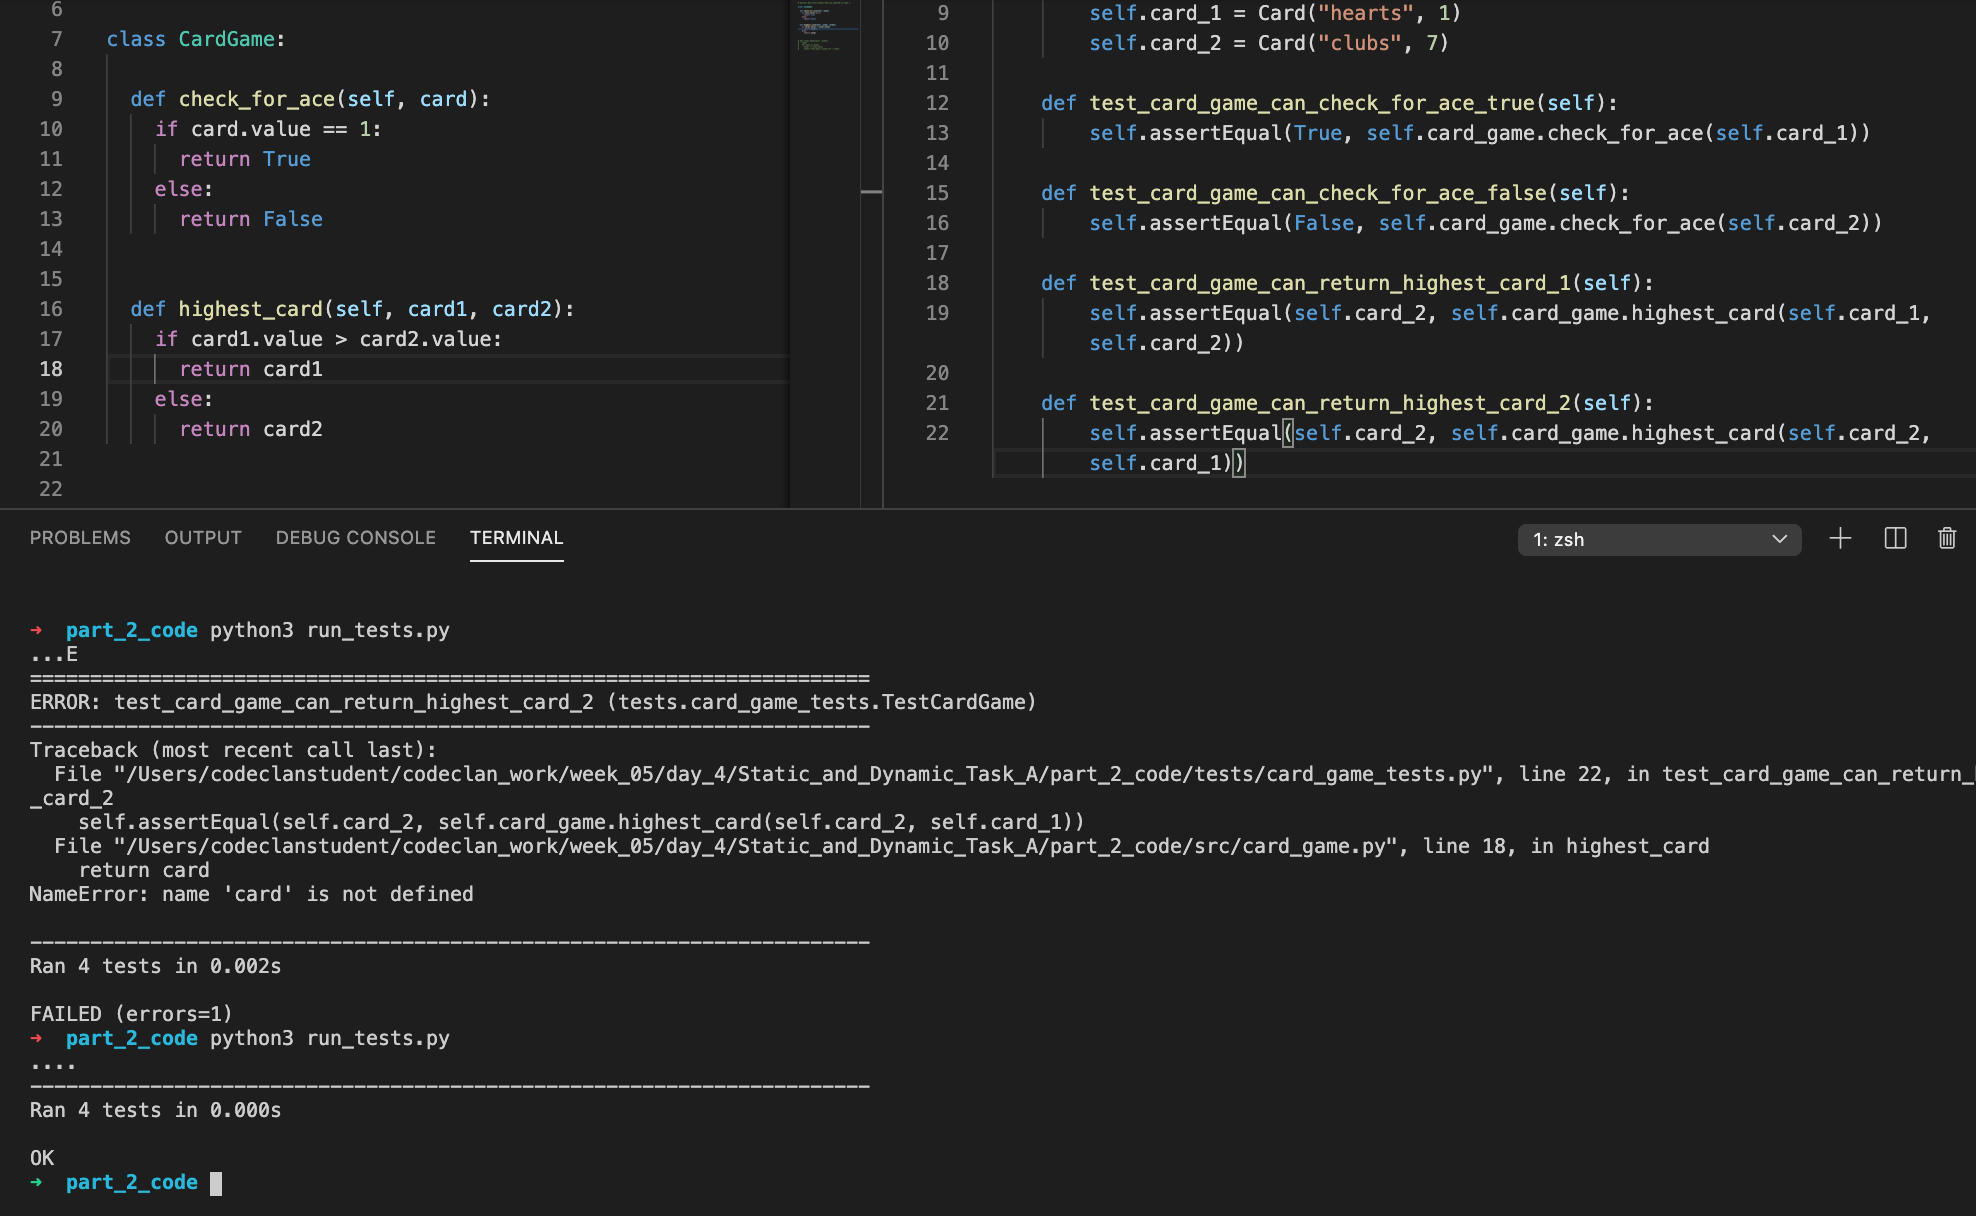 6
7 class CardGame:
8
9 def check_for_ace(self, card):
10 if card.value == 1:
11 return True
12 else:
13 return False
14
15
16 def highest_card(self, card1, card2):
17 if card1.value > card2.value:
18 return card1
19 else:
20 return card2
21
22
9 self.card_1 = Card("hearts", 1)
10 self.card_2 = Card("clubs", 7)
11
12 def test_card_game_can_check_for_ace_true(self):
13 self.assertEqual(True, self.card_game.check_for_ace(self.card_1))
14
15 def test_card_game_can_check_for_ace_false(self):
16 self.assertEqual(False, self.card_game.check_for_ace(self.card_2))
17
18 def test_card_game_can_return_highest_card_1(self):
19 self.assertEqual(self.card_2, self.card_game.highest_card(self.card_1,
self.card_2))
20
21 def test_card_game_can_return_highest_card_2(self):
22 self.assertEqual(self.card_2, self.card_game.highest_card(self.card_2,
self.card_1))
PROBLEMS OUTPUT DEBUG CONSOLE TERMINAL 1: zsh
➜ part_2_code python3 run_tests.py
...E
======================================================================
ERROR: test_card_game_can_return_highest_card_2 (tests.card_game_tests.TestCardGame)
----------------------------------------------------------------------
Traceback (most recent call last):
File "/Users/codeclanstudent/codeclan_work/week_05/day_4/Static_and_Dynamic_Task_A/part_2_code/tests/card_game_tests.py", line 22, in test_card_game_can_return_
_card_2
self.assertEqual(self.card_2, self.card_game.highest_card(self.card_2, self.card_1))
File "/Users/codeclanstudent/codeclan_work/week_05/day_4/Static_and_Dynamic_Task_A/part_2_code/src/card_game.py", line 18, in highest_card
return card
NameError: name 'card' is not defined
----------------------------------------------------------------------
Ran 4 tests in 0.002s
FAILED (errors=1)
➜ part_2_code python3 run_tests.py
....
----------------------------------------------------------------------
Ran 4 tests in 0.000s
OK
➜ part_2_code